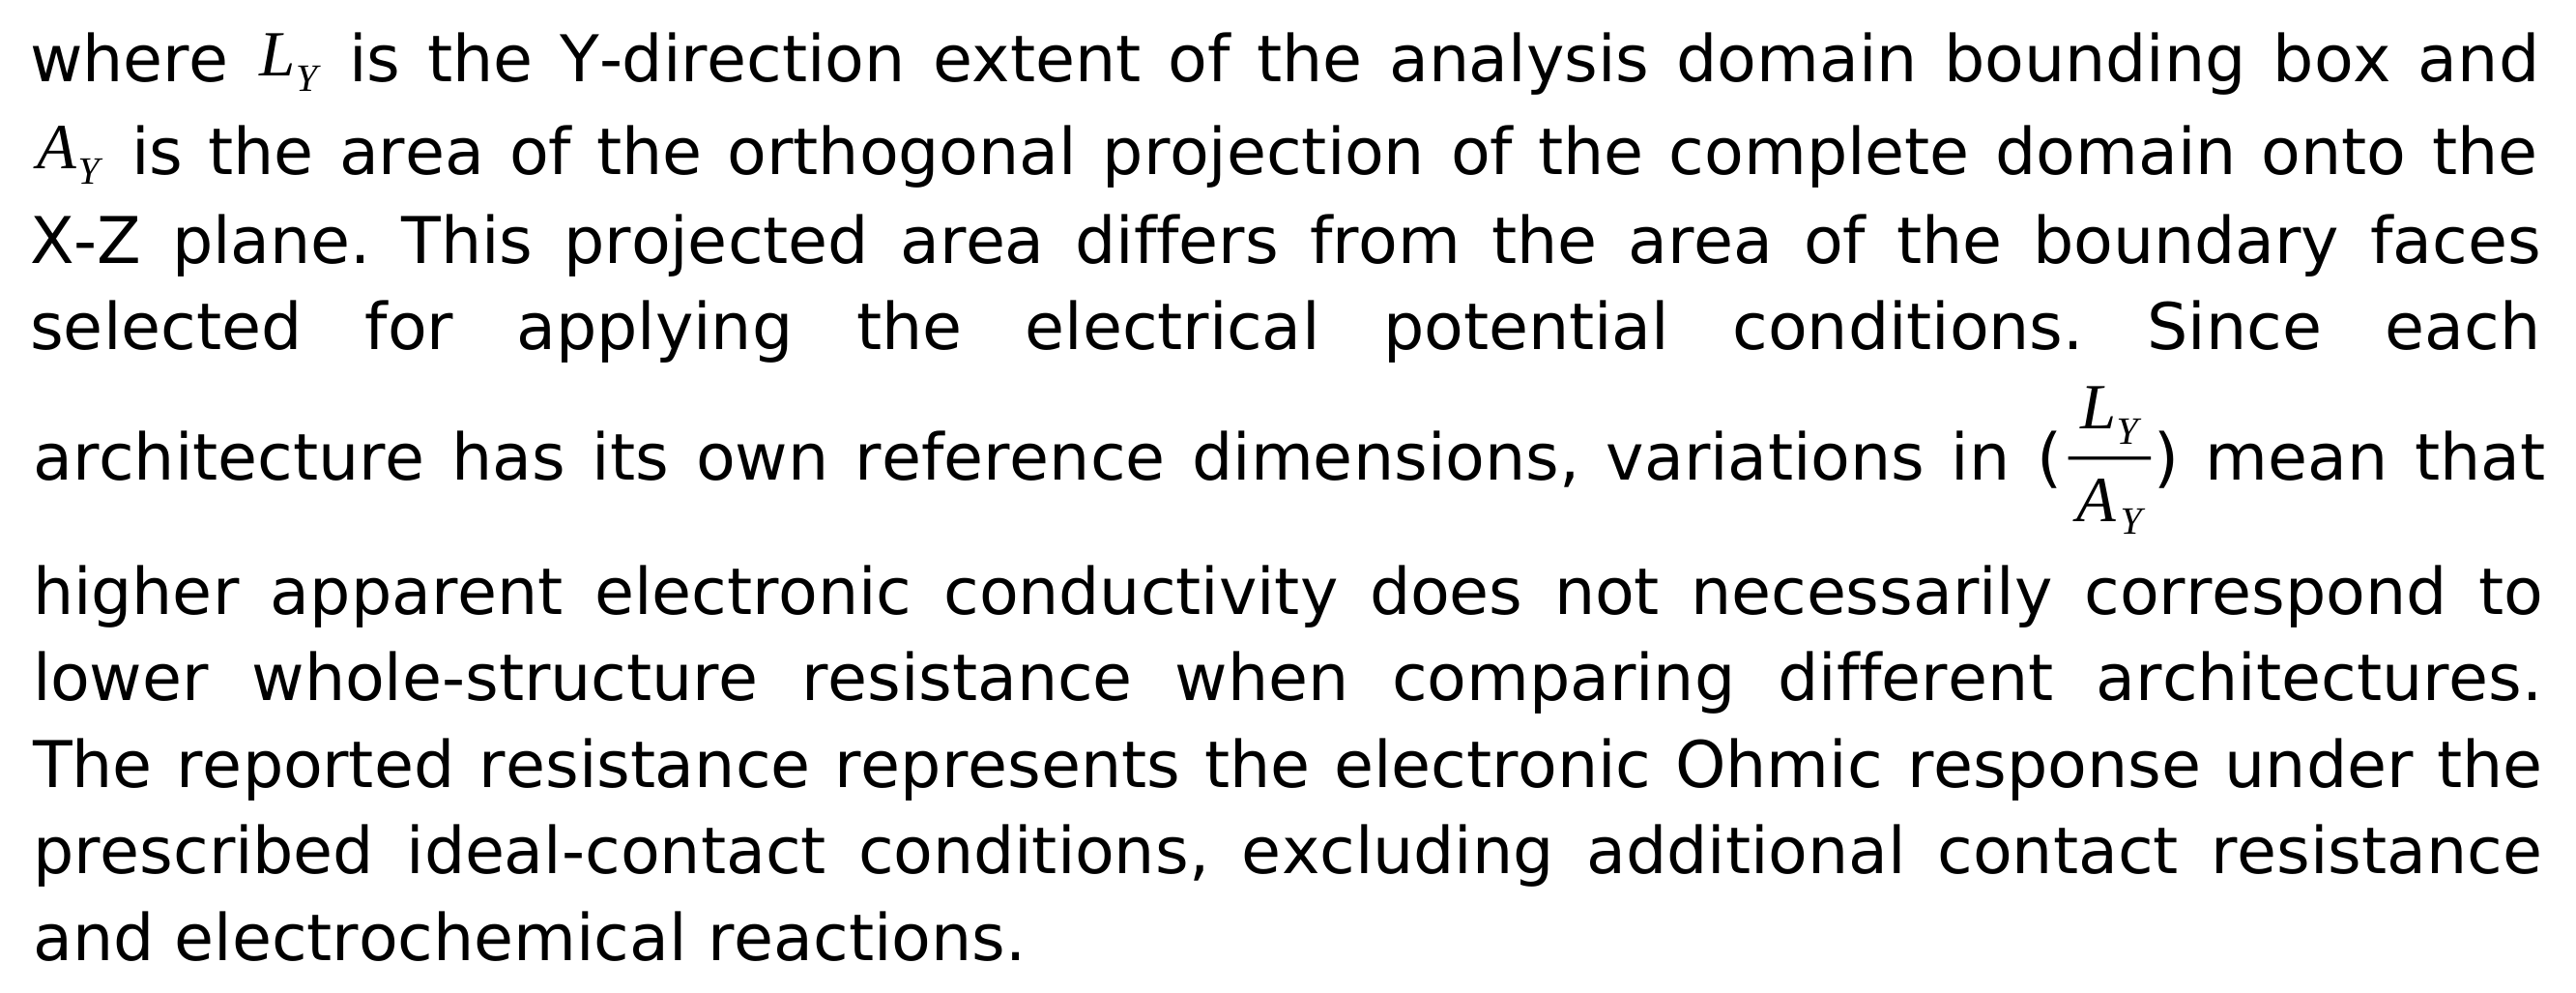 where L_Y is the Y-direction extent of the analysis domain bounding box and
A_Y is the area of the orthogonal projection of the complete domain onto the
X-Z plane. This projected area differs from the area of the boundary faces
selected for applying the electrical potential conditions. Since each
architecture has its own reference dimensions, variations in (L_Y/A_Y) mean that
higher apparent electronic conductivity does not necessarily correspond to
lower whole-structure resistance when comparing different architectures.
The reported resistance represents the electronic Ohmic response under the
prescribed ideal-contact conditions, excluding additional contact resistance
and electrochemical reactions.